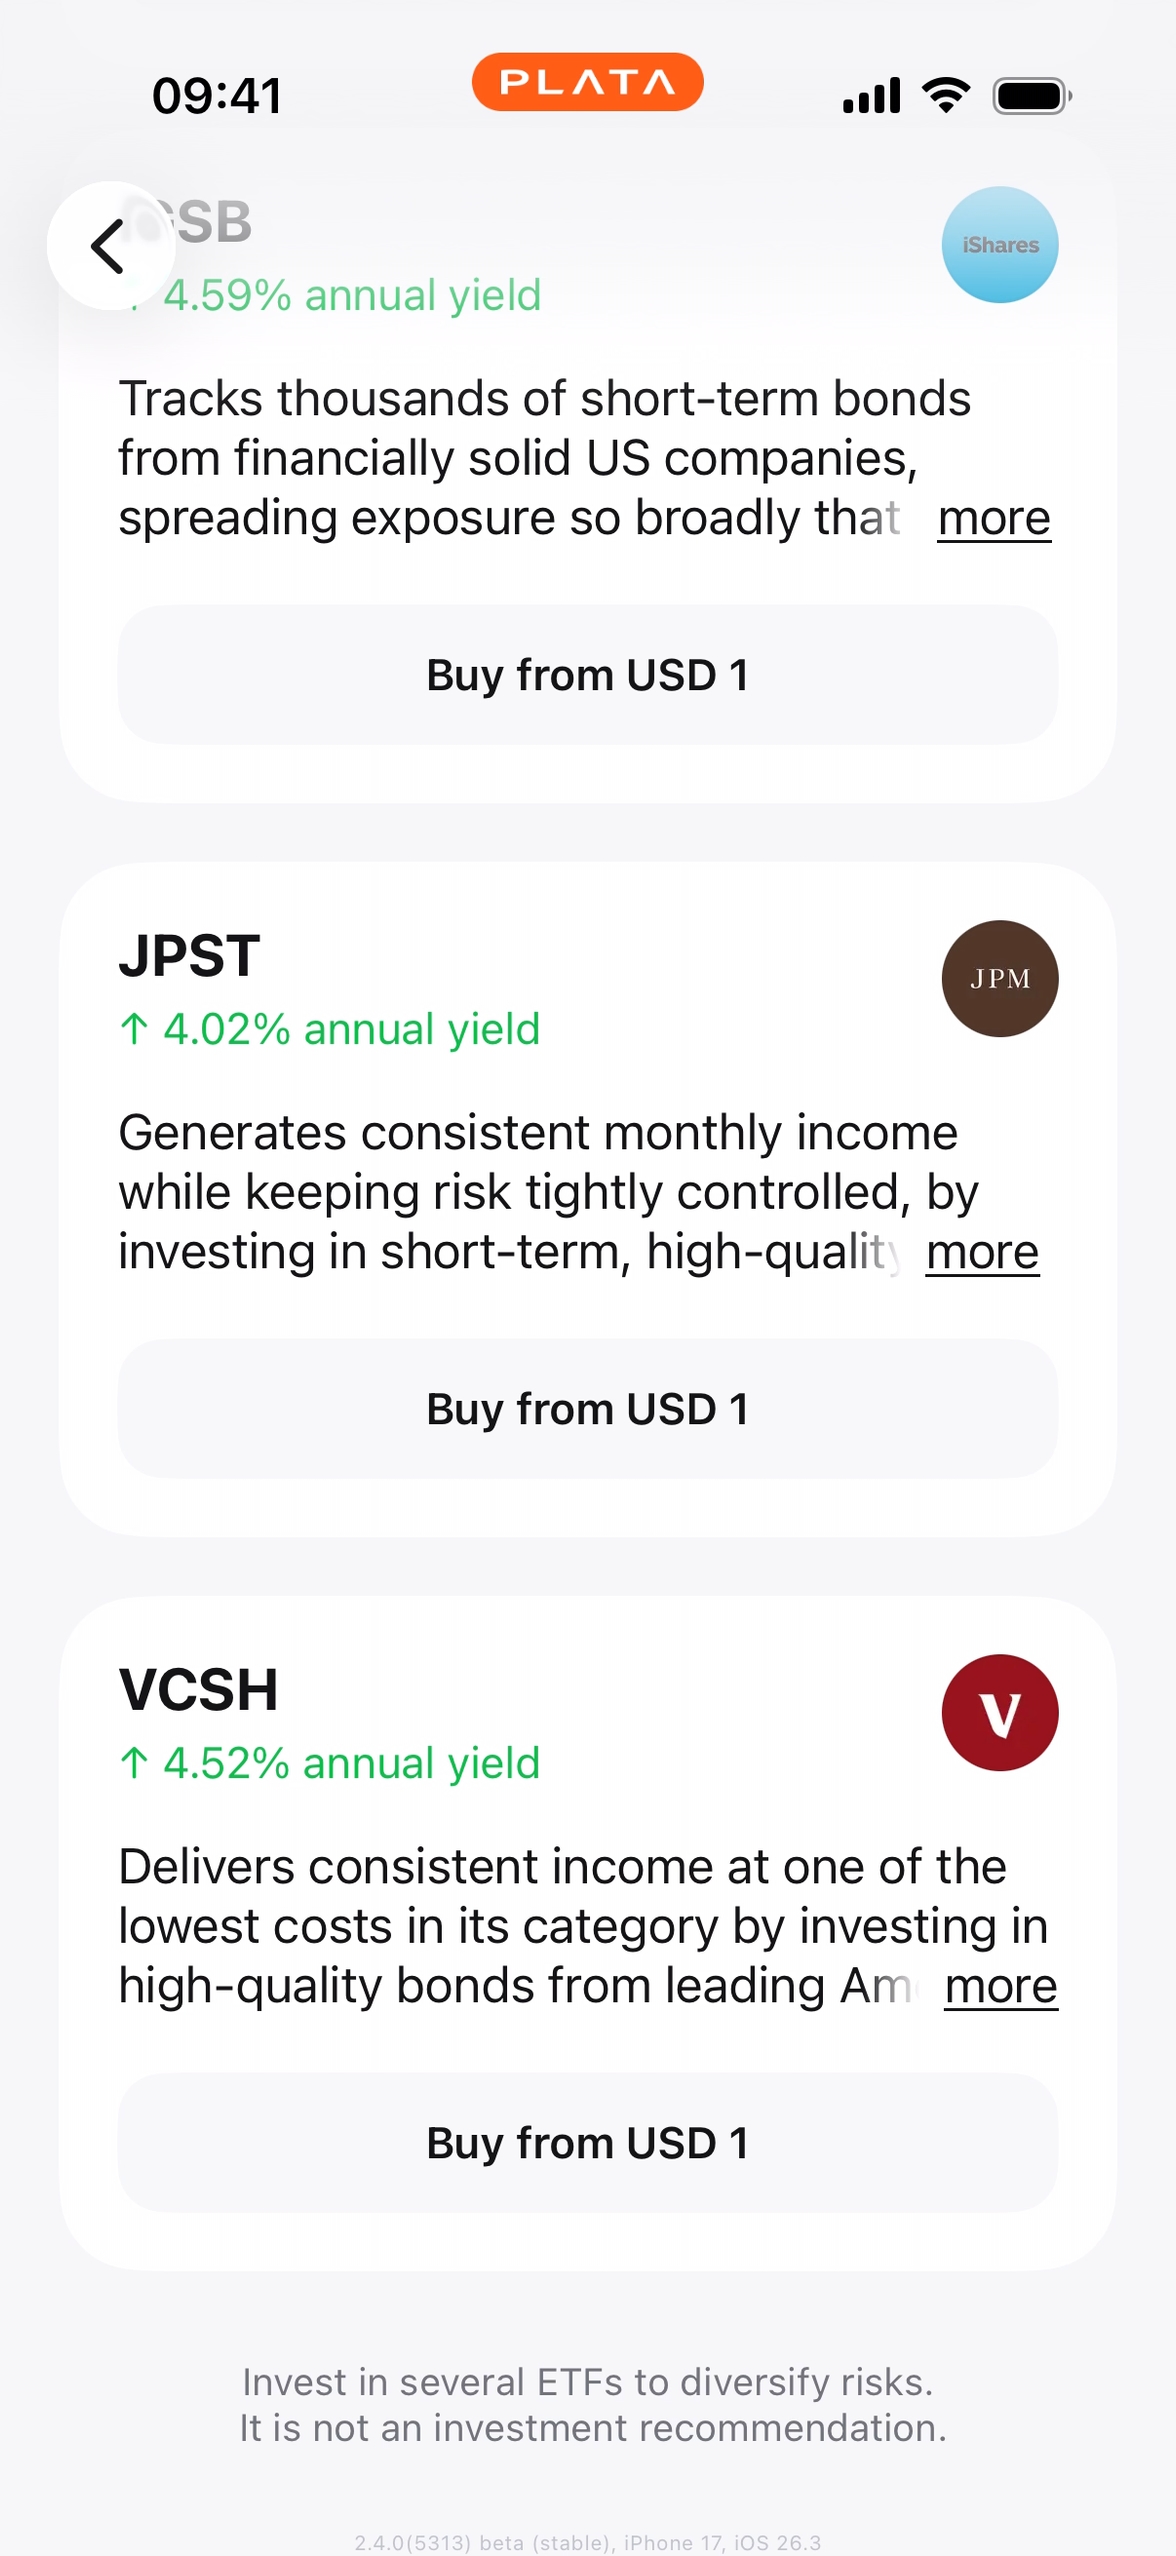 09:41
PLATA
GSB
iShares
4.59% annual yield
Tracks thousands of short-term bonds
from financially solid US companies,
spreading exposure so broadly that more
Buy from USD 1
JPST
JPM
↑ 4.02% annual yield
Generates consistent monthly income
while keeping risk tightly controlled, by
investing in short-term, high-quality more
Buy from USD 1
VCSH
V
↑ 4.52% annual yield
Delivers consistent income at one of the
lowest costs in its category by investing in
high-quality bonds from leading Am more
Buy from USD 1
Invest in several ETFs to diversify risks.
It is not an investment recommendation.
2.4.0(5313) beta (stable), iPhone 17, iOS 26.3